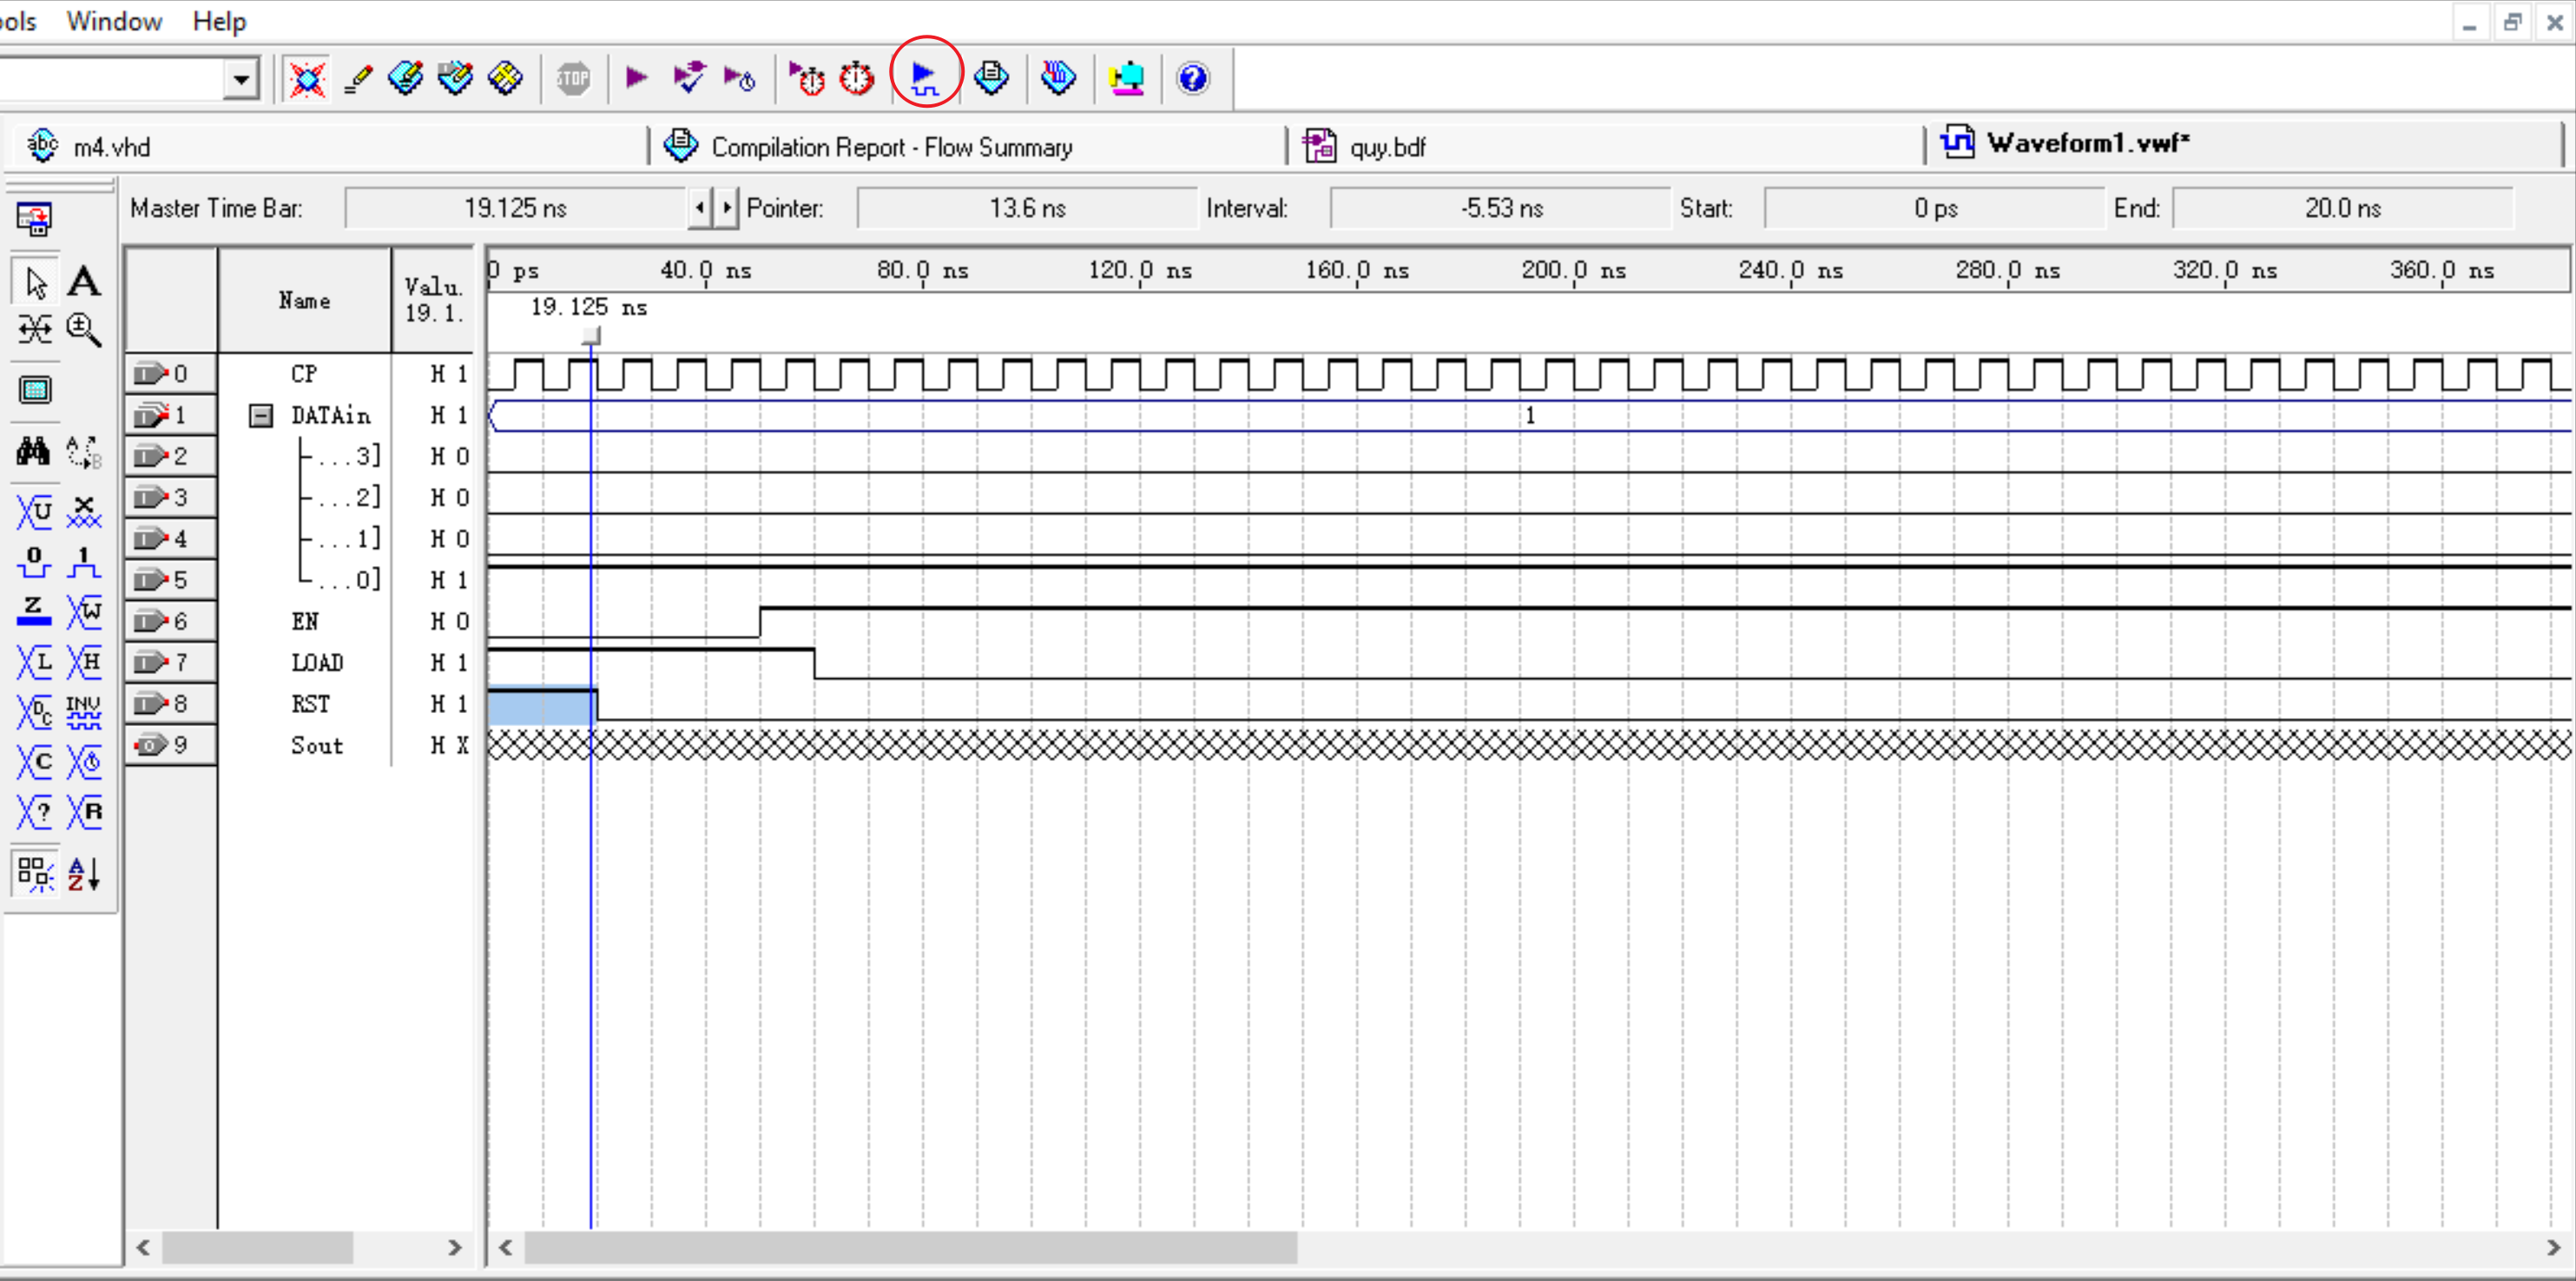 ools Window Help
STOP
m4.vhd Compilation Report - Flow Summary quy.bdf Waveform1.vwf*
Master Time Bar: 19.125 ns Pointer: 13.6 ns Interval: -5.53 ns Start: 0 ps End: 20.0 ns
Name Valu. 19.1.
0 ps 40.0 ns 80.0 ns 120.0 ns 160.0 ns 200.0 ns 240.0 ns 280.0 ns 320.0 ns 360.0 ns
19.125 ns
0 CP H 1
1 DATAin H 1 1
2 ...3] H 0
3 ...2] H 0
4 ...1] H 0
5 ...0] H 1
6 EN H 0
7 LOAD H 1
8 RST H 1
9 Sout H X